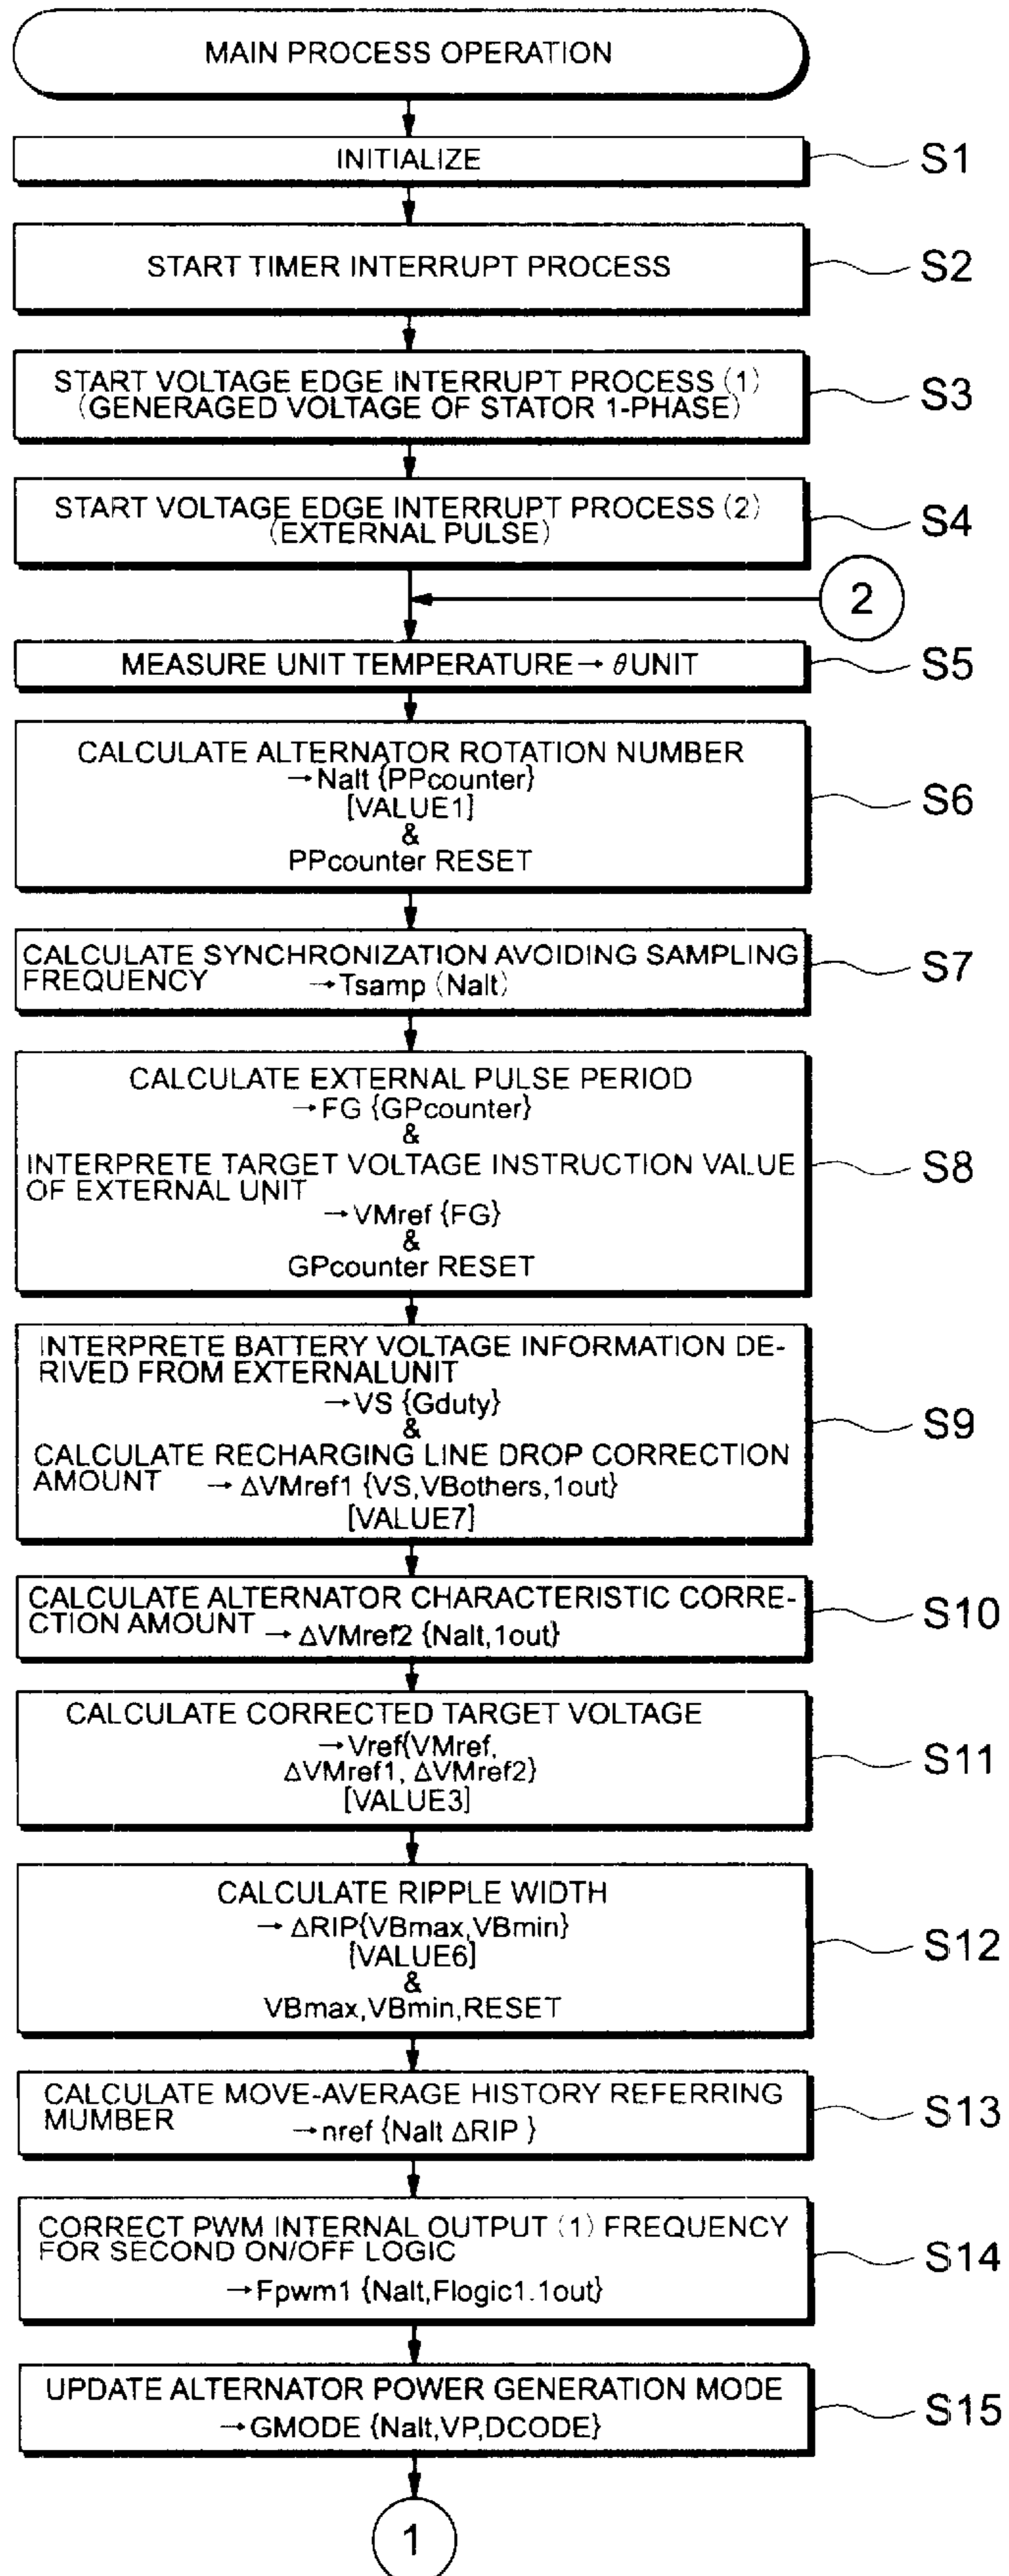 MAIN PROCESS OPERATION
INITIALIZE
S1
START TIMER INTERRUPT PROCESS
S2
START VOLTAGE EDGE INTERRUPT PROCESS (1)
(GENERAGED VOLTAGE OF STATOR 1-PHASE)
S3
START VOLTAGE EDGE INTERRUPT PROCESS (2)
(EXTERNAL PULSE)
S4
2
MEASURE UNIT TEMPERATURE→ θUNIT
S5
CALCULATE ALTERNATOR ROTATION NUMBER
→Nalt {PPcounter}
[VALUE1]
&
PPcounter RESET
S6
CALCULATE SYNCHRONIZATION AVOIDING SAMPLING
FREQUENCY →Tsamp (Nalt)
S7
CALCULATE EXTERNAL PULSE PERIOD
→FG {GPcounter}
&
INTERPRETE TARGET VOLTAGE INSTRUCTION VALUE
OF EXTERNAL UNIT
→VMref {FG}
&
GPcounter RESET
S8
INTERPRETE BATTERY VOLTAGE INFORMATION DE-
RIVED FROM EXTERNALUNIT
→VS {Gduty}
&
CALCULATE RECHARGING LINE DROP CORRECTION
AMOUNT → ΔVMref1 {VS,VBothers,1out}
[VALUE7]
S9
CALCULATE ALTERNATOR CHARACTERISTIC CORRE-
CTION AMOUNT → ΔVMref2 {Nalt,1out}
S10
CALCULATE CORRECTED TARGET VOLTAGE
→Vref{VMref,
ΔVMref1, ΔVMref2}
[VALUE3]
S11
CALCULATE RIPPLE WIDTH
→ ΔRIP{VBmax,VBmin}
[VALUE6]
&
VBmax,VBmin,RESET
S12
CALCULATE MOVE-AVERAGE HISTORY REFERRING
MUMBER →nref {Nalt ΔRIP }
S13
CORRECT PWM INTERNAL OUTPUT (1) FREQUENCY
FOR SECOND ON/OFF LOGIC
→Fpwm1 {Nalt,Flogic1.1out}
S14
UPDATE ALTERNATOR POWER GENERATION MODE
→GMODE {Nalt,VP,DCODE}
S15
1